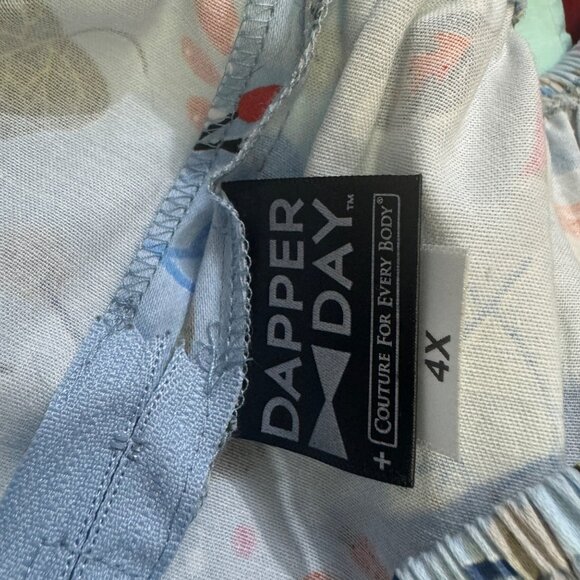 DAPPER
DAY™
+ COUTURE FOR EVERY BODY®
4X